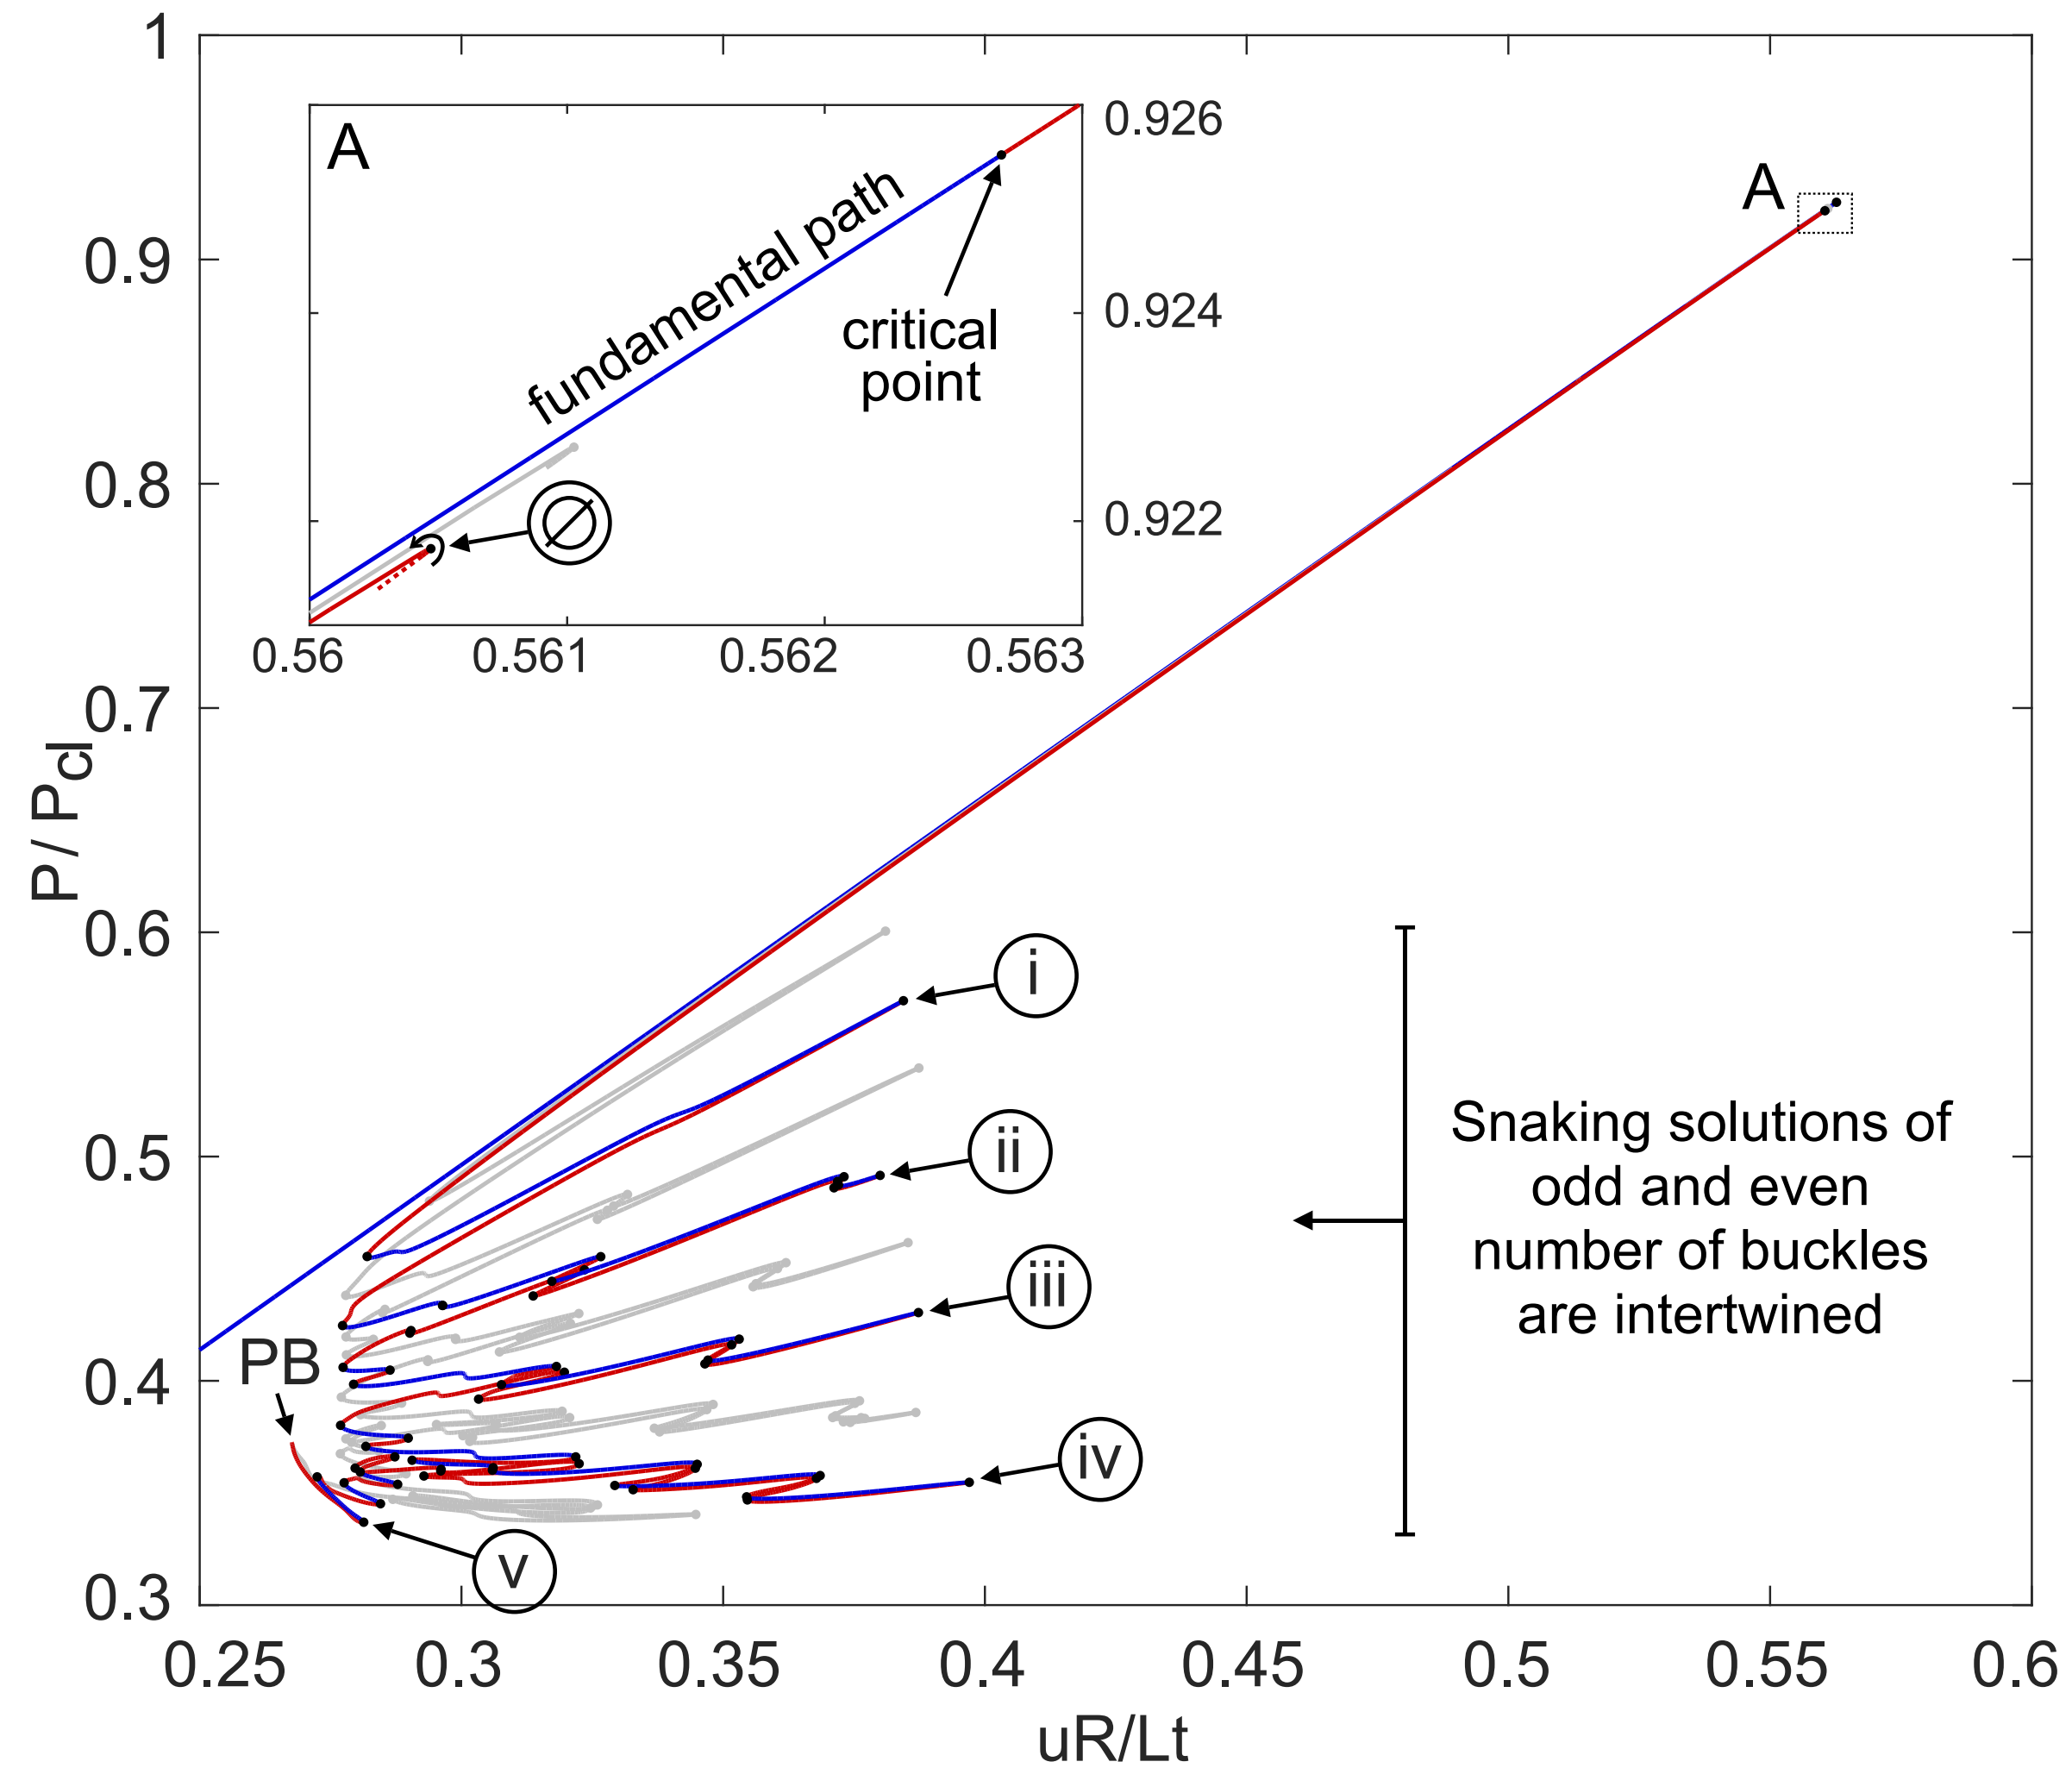 1
0.9
0.8
0.7
0.6
0.5
0.4
0.3
P / Pcl
0.25
0.3
0.35
0.4
0.45
0.5
0.55
0.6
uR/Lt
A
fundamental path
critical
point
∅
0.926
0.924
0.922
0.56
0.561
0.562
0.563
A
i
ii
iii
iv
v
PB
Snaking solutions of
odd and even
number of buckles
are intertwined